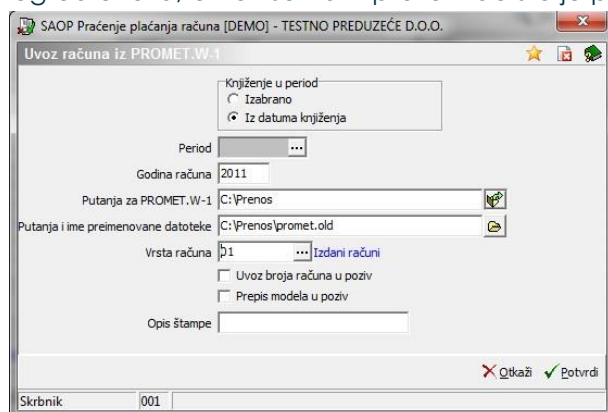 SAOP Praćenje plaćanja računa [DEMO] - TESTNO PREDUZEĆE D.O.O.
Uvoz računa iz PROMET.W-1
Knjiženje u period
Izabrano
Iz datuma knjiženja
Period
Godina računa 2011
Putanja za PROMET.W-1 C:\Prenos
Putanja i ime preimenovane datoteke C:\Prenos\promet.old
Vrsta računa 01 ... Izdani računi
Uvoz broja računa u poziv
Prepis modela u poziv
Opis štampe
Otkaži Potvrdi
Skrbnik 001